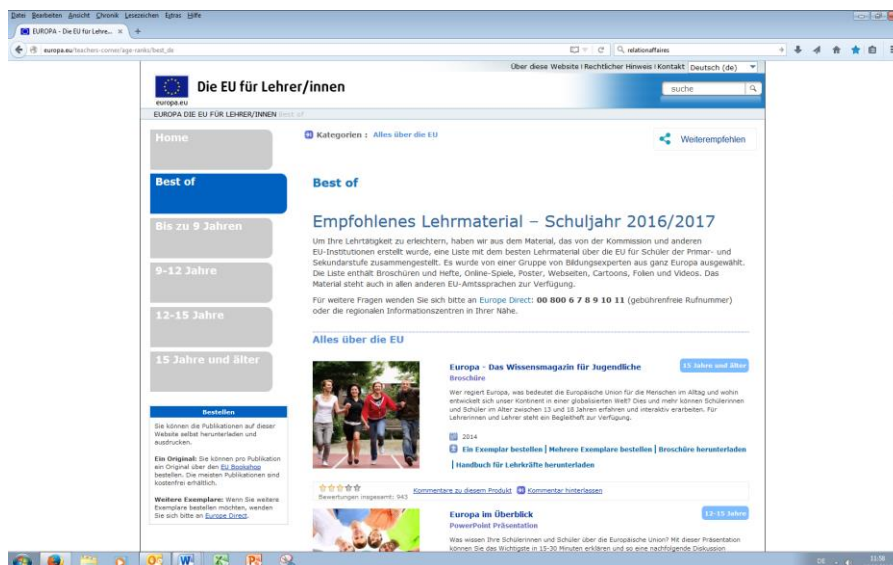 Datei Bearbeiten Ansicht Chronik Lesezeichen Extras Hilfe
EUROPA - Die EU für Lehre...
europa.eu/teachers-corner/age-ranks/best_de
relationaffaires
Über diese Website | Rechtlicher Hinweis | Kontakt Deutsch (de)
Die EU für Lehrer/innen
suche
europa.eu
EUROPA DIE EU FÜR LEHRER/INNEN Best of
Home
Kategorien : Alles über die EU
Weiterempfehlen
Best of
Bis zu 9 Jahren
9-12 Jahre
12-15 Jahre
15 Jahre und älter
Best of
Empfohlenes Lehrmaterial – Schuljahr 2016/2017
Um Ihre Lehrtätigkeit zu erleichtern, haben wir aus dem Material, das von der Kommission und anderen
EU-Institutionen erstellt wurde, eine Liste mit dem besten Lehrmaterial über die EU für Schüler der Primar- und
Sekundarstufe zusammengestellt. Es wurde von einer Gruppe von Bildungsexperten aus ganz Europa ausgewählt.
Die Liste enthält Broschüren und Hefte, Online-Spiele, Poster, Webseiten, Cartoons, Folien und Videos. Das
Material steht auch in allen anderen EU-Amtssprachen zur Verfügung.
Für weitere Fragen wenden Sie sich bitte an Europe Direct: 00 800 6 7 8 9 10 11 (gebührenfreie Rufnummer)
oder die regionalen Informationszentren in Ihrer Nähe.
Alles über die EU
Europa - Das Wissensmagazin für Jugendliche
15 Jahre und älter
Broschüre
Wer regiert Europa, was bedeutet die Europäische Union für die Menschen im Alltag und wohin
entwickelt sich unser Kontinent in einer globalisierten Welt? Dies und mehr können Schülerinnen
und Schüler im Alter zwischen 13 und 18 Jahren erfahren und interaktiv erarbeiten. Für
Lehrerinnen und Lehrer steht ein Begleitheft zur Verfügung.
2014
Ein Exemplar bestellen | Mehrere Exemplare bestellen | Broschüre herunterladen
| Handbuch für Lehrkräfte herunterladen
Bewertungen insgesamt: 943
Kommentare zu diesem Produkt Kommentar hinterlassen
Europa im Überblick
12-15 Jahre
PowerPoint Präsentation
Was wissen Ihre Schülerinnen und Schüler über die Europäische Union? Mit dieser Präsentation
können Sie das Wichtigste in 15-30 Minuten erklären und so eine nachfolgende Diskussion
Bestellen
Sie können die Publikationen auf dieser
Website selbst herunterladen und
ausdrucken.
Ein Original: Sie können pro Publikation
ein Original über den EU Bookshop
bestellen. Die meisten Publikationen sind
kostenfrei erhältlich.
Weitere Exemplare: Wenn Sie weitere
Exemplare bestellen möchten, wenden
Sie sich bitte an Europe Direct.
DE
11:50